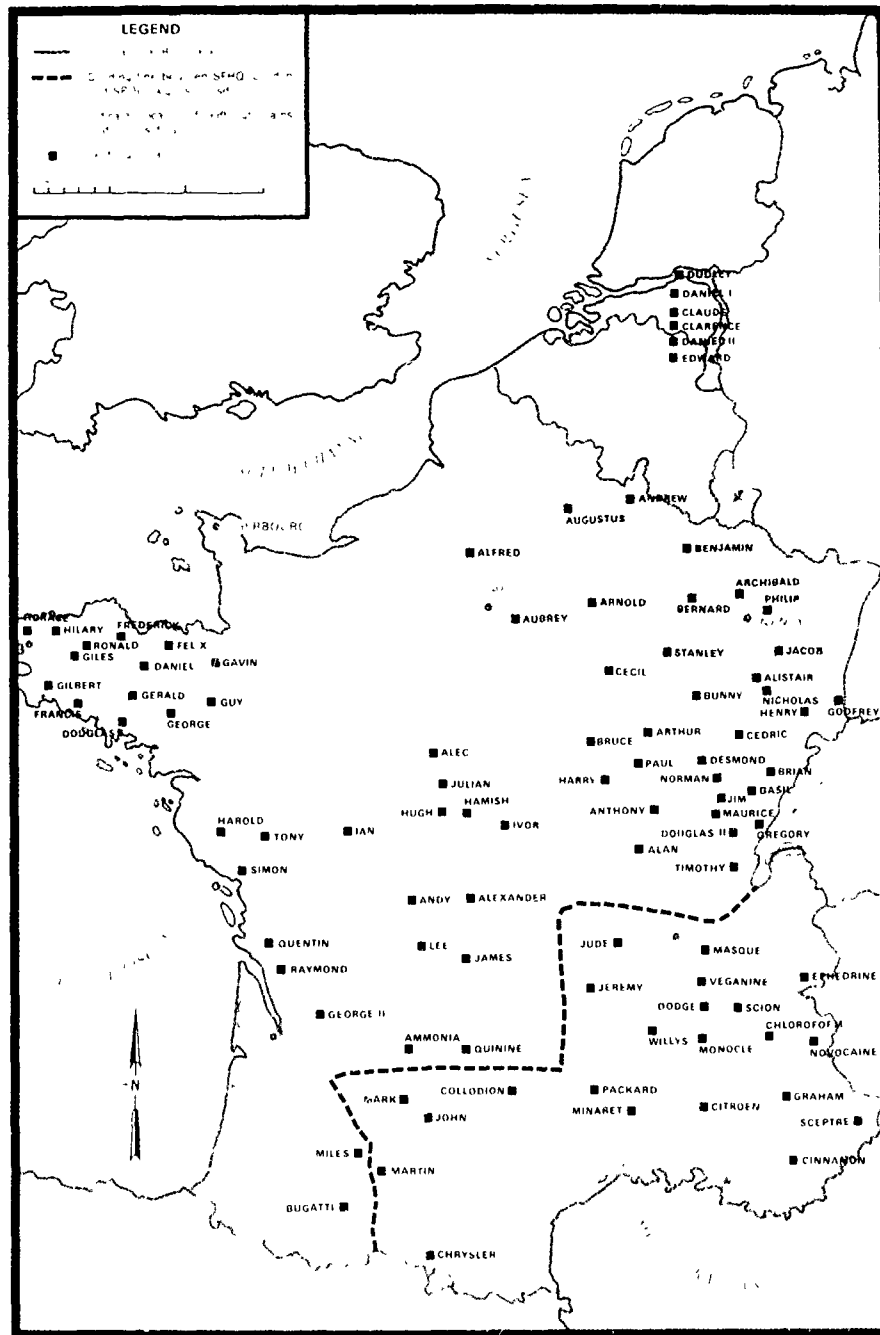 LEGEND
DUDLEY
DANIEL I
CLAUDE
CLARENCE
DANIEL II
EDWARD
ANDREW
AUGUSTUS
ALFRED
BENJAMIN
ARCHIBALD
ARNOLD
BERNARD
PHILIP
AUBREY
HORACE
HILARY
FREDERICK
RONALD
FEL X
GILES
DANIEL
GAVIN
STANLEY
JACOB
CECIL
ALISTAIR
GILBERT
GERALD
GUY
BUNNY
NICHOLAS
FRANCIS
GEORGE
HENRY
GODFREY
DOUGLAS
ARTHUR
CEDRIC
BRUCE
ALEC
PAUL
DESMOND
BRIAN
JULIAN
HARRY
NORMAN
BASIL
HAMISH
JIM
HUGH
ANTHONY
MAURICE
IVOR
GREGORY
HAROLD
TONY
IAN
DOUGLAS II
ALAN
SIMON
TIMOTHY
ANDY
ALEXANDER
QUENTIN
LEE
JUDE
MASQUE
JAMES
RAYMOND
EPHEDRINE
VEGANINE
JEREMY
DODGE
SCION
GEORGE II
CHLOROFOFM
WILLYS
MONOCLE
NOVOCAINE
AMMONIA
QUININE
COLLODION
PACKARD
MARK
GRAHAM
MINARET
CITROEN
JOHN
SCEPTRE
MILES
MARTIN
CINNAMON
N
BUGATTI
CHRYSLER